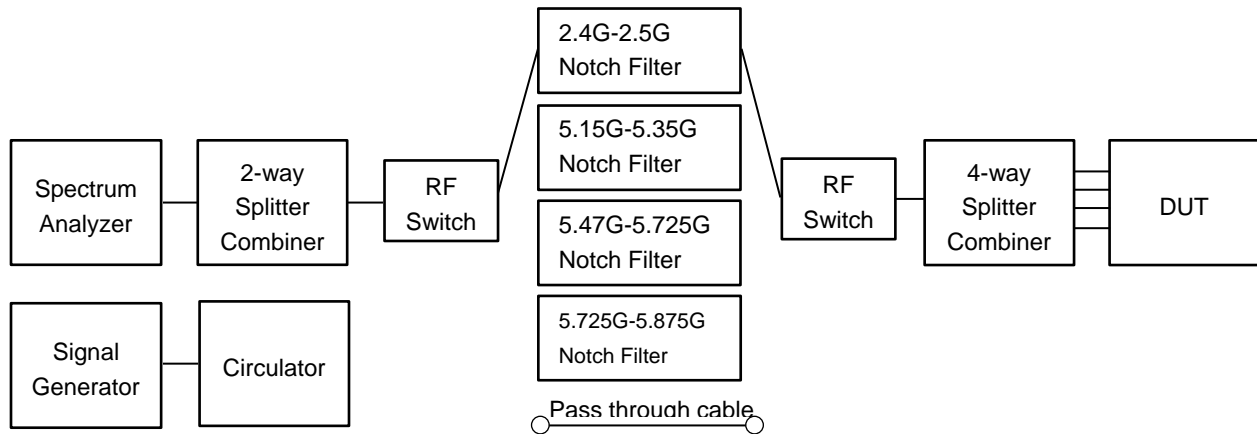 2.4G-2.5G
Notch Filter
5.15G-5.35G
Notch Filter
5.47G-5.725G
Notch Filter
5.725G-5.875G
Notch Filter
Pass through cable
Spectrum
Analyzer
2-way
Splitter
Combiner
RF
Switch
RF
Switch
4-way
Splitter
Combiner
DUT
Signal
Generator
Circulator